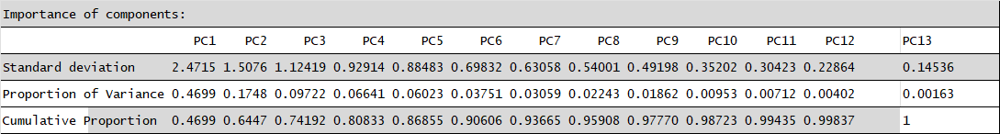 Importance of components:
PC1 PC2 PC3 PC4 PC5 PC6 PC7 PC8 PC9 PC10 PC11 PC12 PC13
Standard deviation 2.4715 1.5076 1.12419 0.92914 0.88483 0.69832 0.63058 0.54001 0.49198 0.35202 0.30423 0.22864 0.14536
Proportion of Variance 0.4699 0.1748 0.09722 0.06641 0.06023 0.03751 0.03059 0.02243 0.01862 0.00953 0.00712 0.00402 0.00163
Cumulative Proportion 0.4699 0.6447 0.74192 0.80833 0.86855 0.90606 0.93665 0.95908 0.97770 0.98723 0.99435 0.99837 1